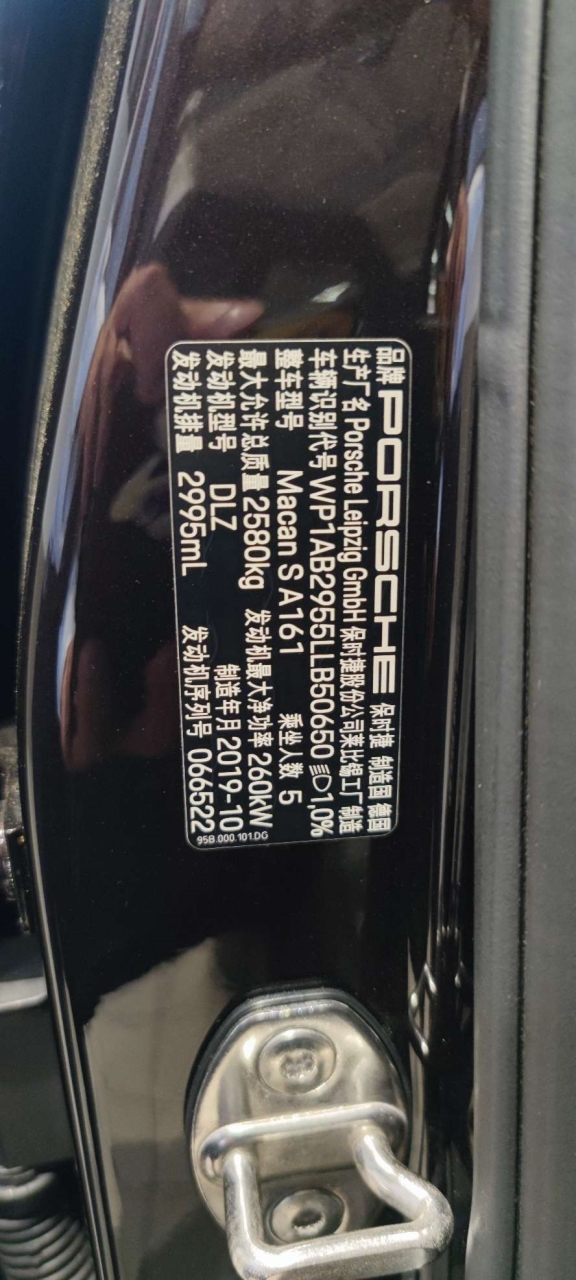 品牌 PORSCHE 保时捷 制造国 德国
生产厂名 Porsche Leipzig GmbH 保时捷股份公司莱比锡工厂 制造
车辆识别代号 WP1AB2955LLB50650 1,0%
整车型号 Macan S A161 乘坐人数 5
最大允许总质量 2580kg 发动机最大净功率 260kW
发动机型号 DLZ 制造年月 2019-10
发动机排量 2995mL 发动机序列号 066522
95B.000.101.DG